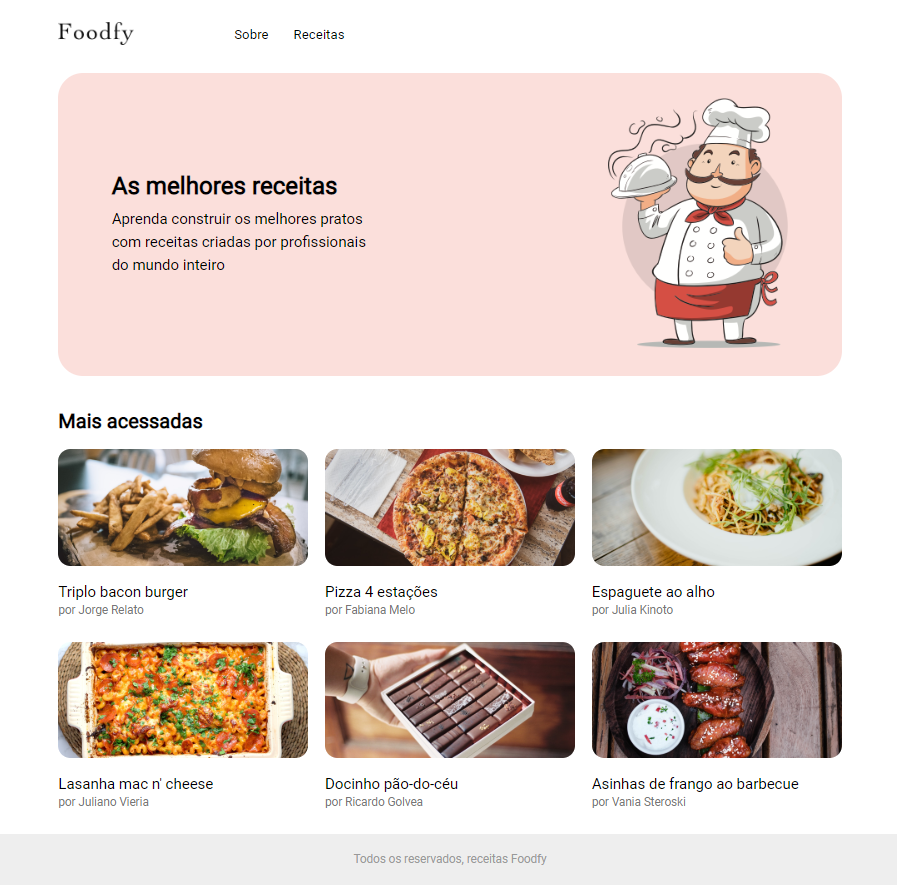 Foodfy
Sobre
Receitas
As melhores receitas
Aprenda construir os melhores pratos
com receitas criadas por profissionais
do mundo inteiro
Mais acessadas
Triplo bacon burger
por Jorge Relato
Pizza 4 estações
por Fabiana Melo
Espaguete ao alho
por Julia Kinoto
Lasanha mac n' cheese
por Juliano Vieria
Docinho pão-do-céu
por Ricardo Golvea
Asinhas de frango ao barbecue
por Vania Steroski
Todos os reservados, receitas Foodfy